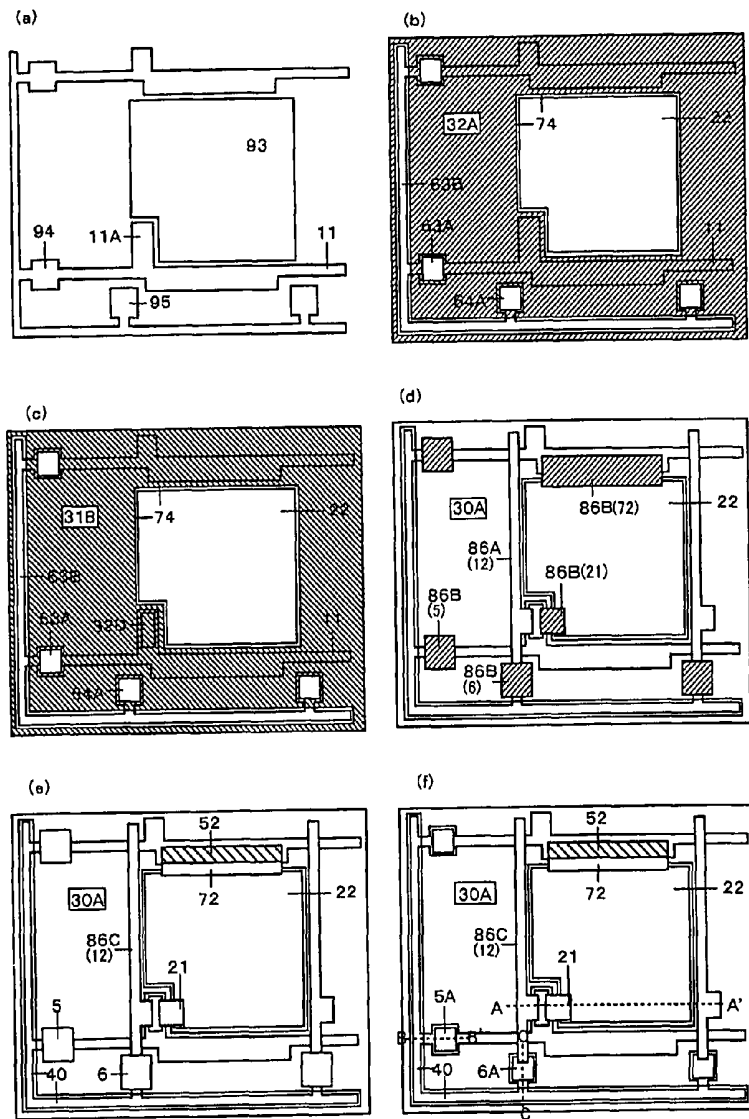 (a)
93
94
11A
11
95
(b)
32A
74
22
63B
63A
11
64A
(c)
31B
74
22
63B
63A
32D
11
64A
(d)
30A
22
86B(72)
86A
(12)
86B(21)
86B
(5)
86B
(6)
(e)
52
30A
72
22
86C
(12)
21
5
6
40
(f)
52
30A
72
22
86C
(12)
21
5A
A
A'
B
B'
C
6A
40
C'